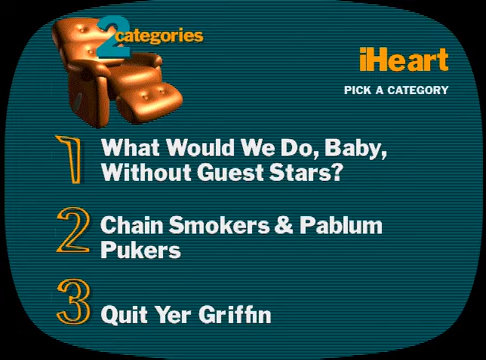 2 categories
iHeart
PICK A CATEGORY
1 What Would We Do, Baby,
Without Guest Stars?
2 Chain Smokers & Pablum
Pukers
3 Quit Yer Griffin